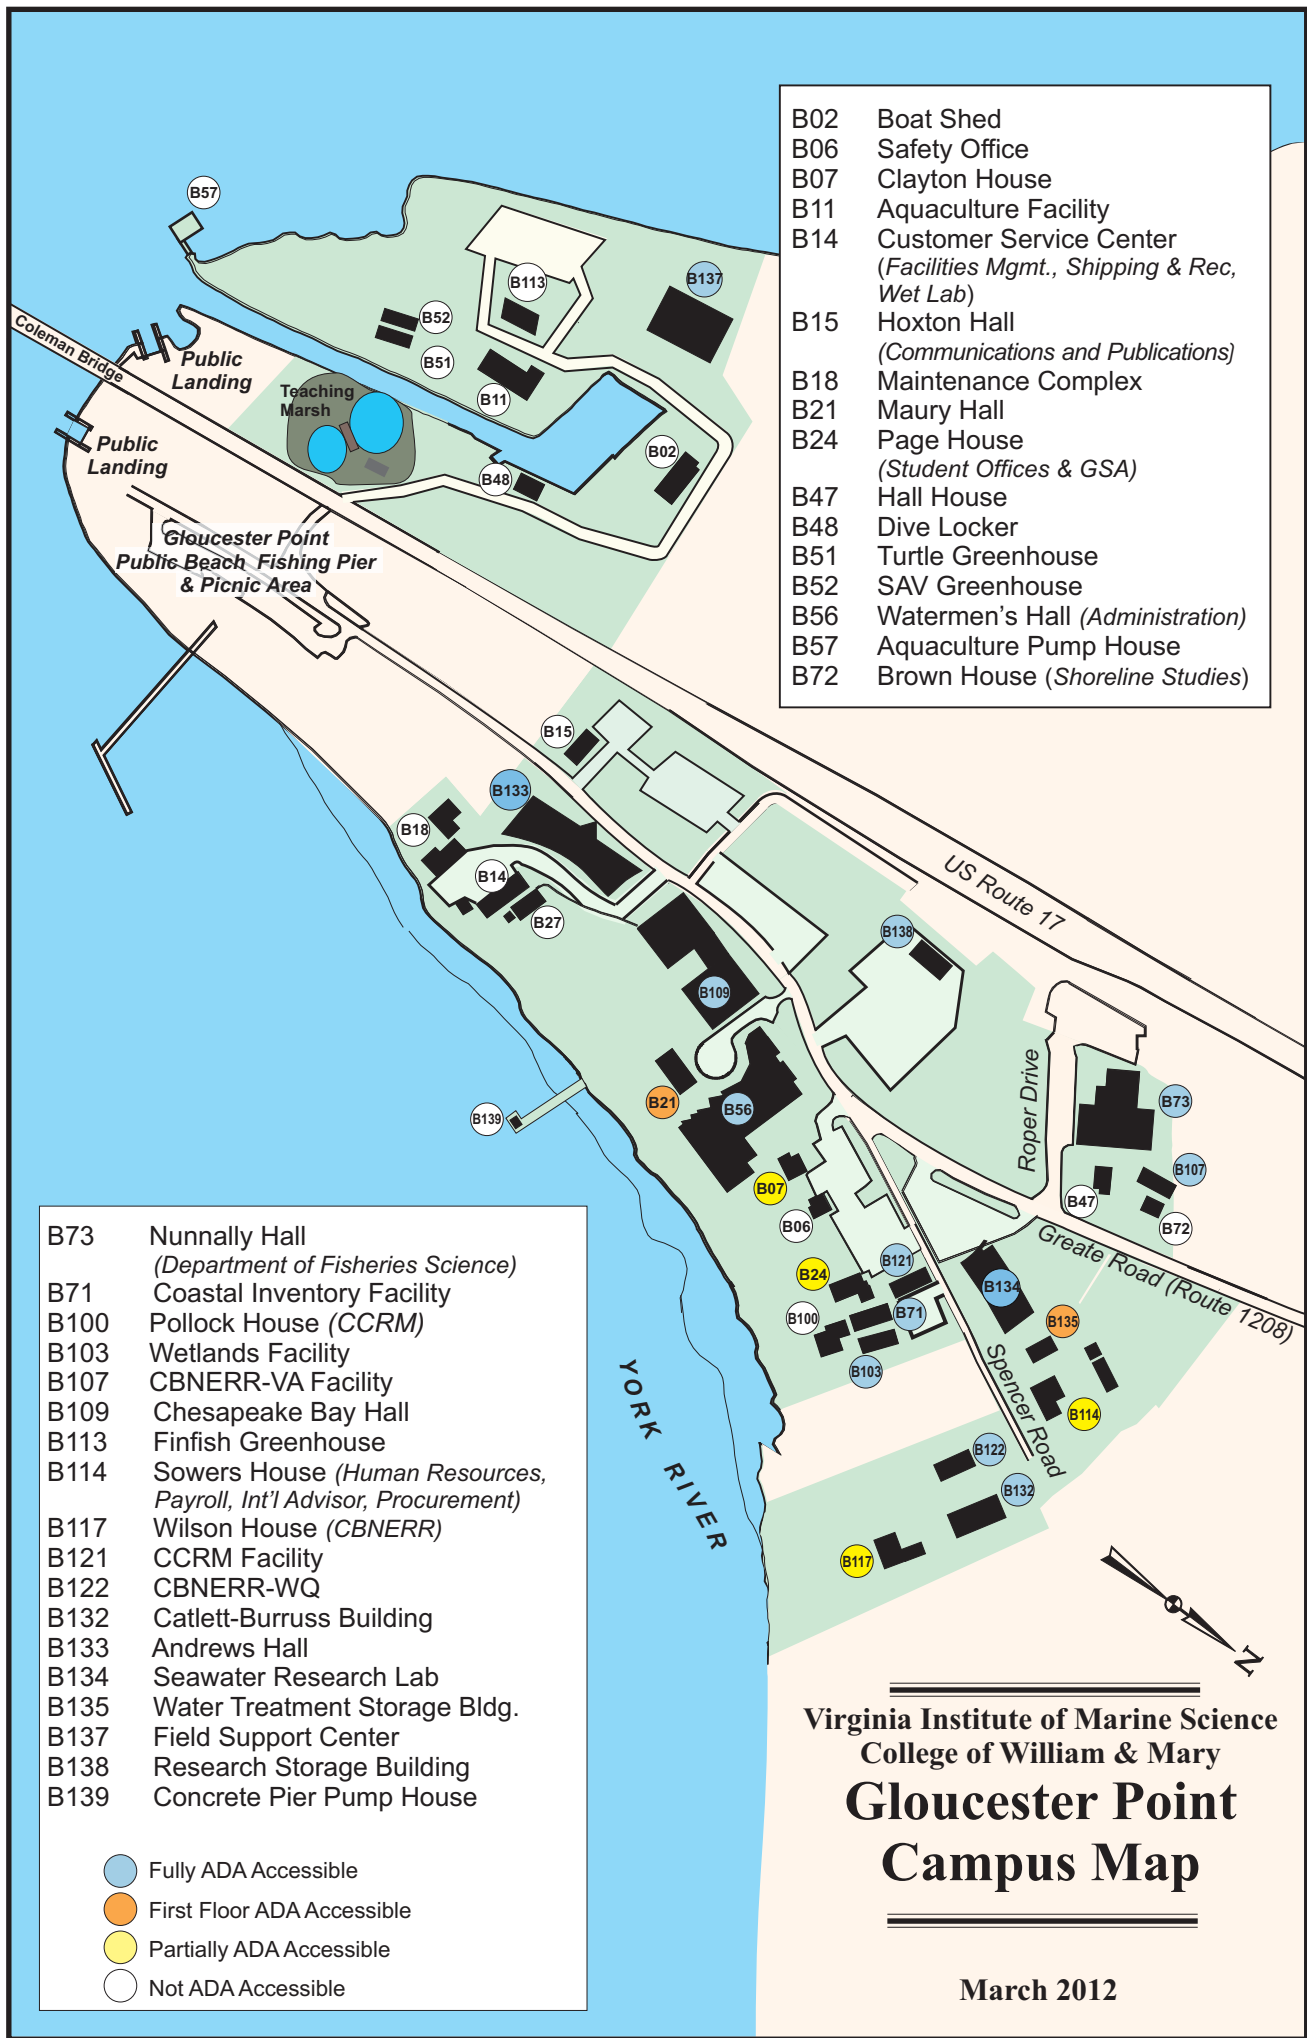 B02 Boat Shed
B06 Safety Office
B07 Clayton House
B11 Aquaculture Facility
B14 Customer Service Center
(Facilities Mgmt., Shipping & Rec,
Wet Lab)
B15 Hoxton Hall
(Communications and Publications)
B18 Maintenance Complex
B21 Maury Hall
B24 Page House
(Student Offices & GSA)
B47 Hall House
B48 Dive Locker
B51 Turtle Greenhouse
B52 SAV Greenhouse
B56 Watermen's Hall (Administration)
B57 Aquaculture Pump House
B72 Brown House (Shoreline Studies)
B57
B137
B113
B52
B51
B11
B02
B48
Coleman Bridge
Public
Landing
Teaching
Marsh
Public
Landing
Gloucester Point
Public Beach Fishing Pier
& Picnic Area
B15
B133
B18
B14
B27
US Route 17
B138
B109
Roper Drive
B21
B56
B139
B73
B107
B07
B47
B06
B72
Greate Road (Route 1208)
B121
B24
B134
B100
B71
B135
B103
Spencer Road
B114
YORK RIVER
B122
B132
B117
B73 Nunnally Hall
(Department of Fisheries Science)
B71 Coastal Inventory Facility
B100 Pollock House (CCRM)
B103 Wetlands Facility
B107 CBNERR-VA Facility
B109 Chesapeake Bay Hall
B113 Finfish Greenhouse
B114 Sowers House (Human Resources,
Payroll, Int'l Advisor, Procurement)
B117 Wilson House (CBNERR)
B121 CCRM Facility
B122 CBNERR-WQ
B132 Catlett-Burruss Building
B133 Andrews Hall
B134 Seawater Research Lab
B135 Water Treatment Storage Bldg.
B137 Field Support Center
B138 Research Storage Building
B139 Concrete Pier Pump House
Fully ADA Accessible
First Floor ADA Accessible
Partially ADA Accessible
Not ADA Accessible
N
Virginia Institute of Marine Science
College of William & Mary
Gloucester Point
Campus Map
March 2012